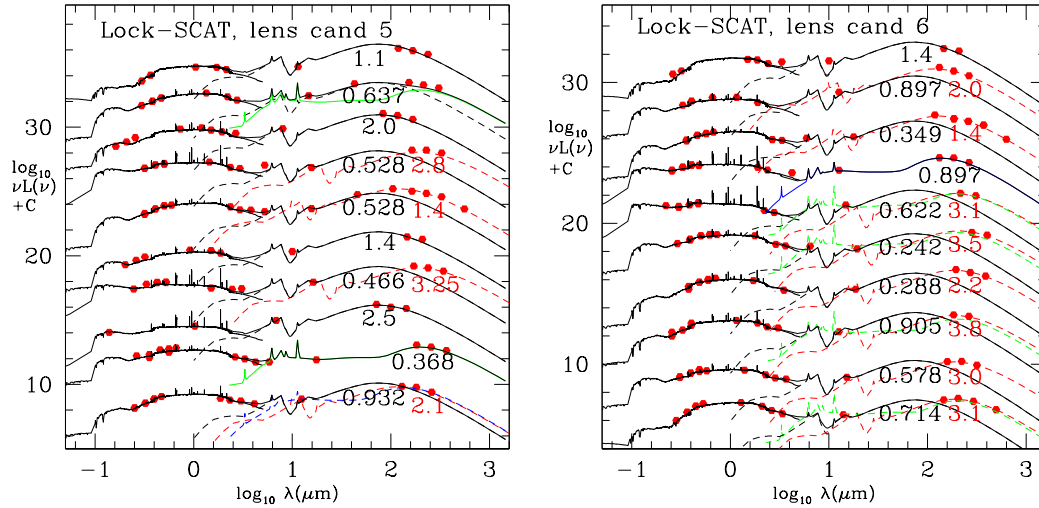 Lock-SCAT, lens cand 5
1.1
0.637
30
2.0
log₁₀
νL(ν)
+C
0.528 2.8
0.528 1.4
20
1.4
0.466 3.25
2.5
0.368
10
0.932 2.1
-1 0 1 2 3
log₁₀ λ(μm)
Lock-SCAT, lens cand 6
1.4
30
0.897 2.0
log₁₀
νL(ν)
+C
0.349 1.4
0.897
20
0.622 3.1
0.242 3.5
0.288 2.2
0.905 3.8
10
0.578 3.0
0.714 3.1
-1 0 1 2 3
log₁₀ λ(μm)